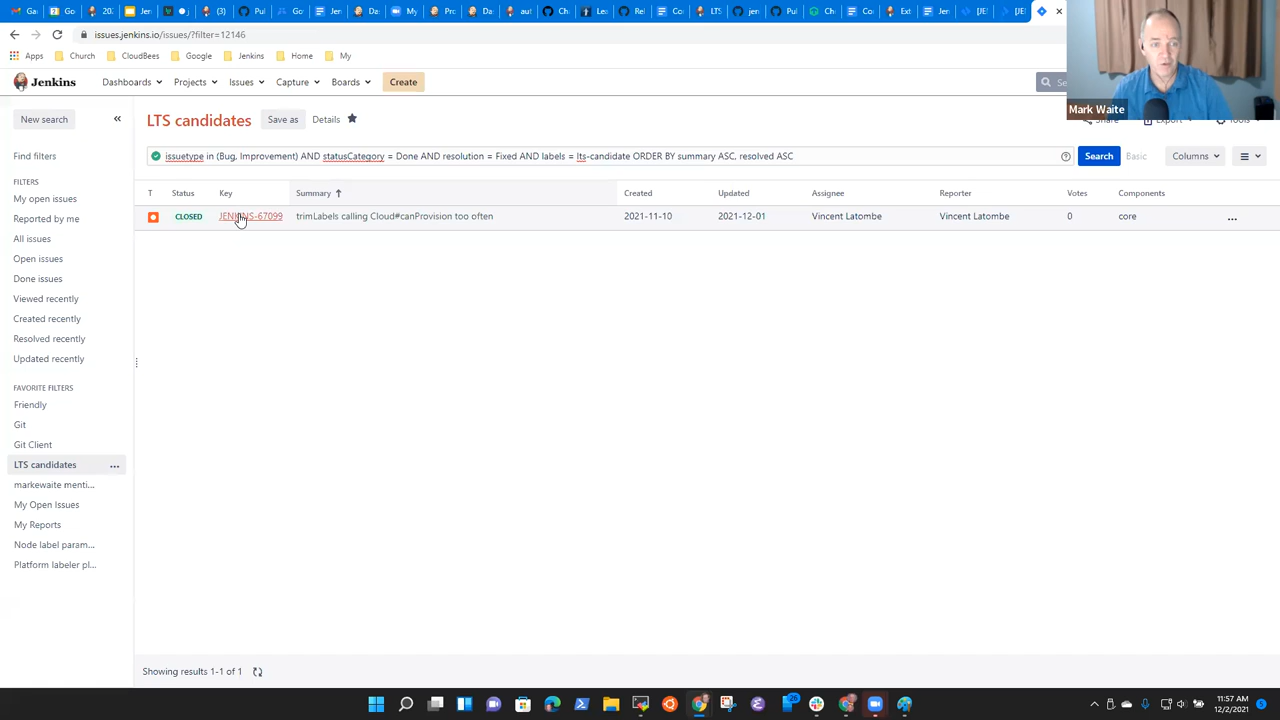 issues.jenkins.io/issues/?filter=12146
Apps Church CloudBees Google Jenkins Home My
Jenkins Dashboards Projects Issues Capture Boards Create
Mark Waite
New search
LTS candidates Save as Details Share Export Tools
issuetype in (Bug, Improvement) AND statusCategory = Done AND resolution = Fixed AND labels = lts-candidate ORDER BY summary ASC, resolved ASC
Search Basic Columns
Find filters
FILTERS
My open issues
Reported by me
All issues
Open issues
Done issues
Viewed recently
Created recently
Resolved recently
Updated recently
FAVORITE FILTERS
Friendly
Git
Git Client
LTS candidates ...
markewaite menti...
My Open Issues
My Reports
Node label param...
Platform labeler pl...
T Status Key Summary Created Updated Assignee Reporter Votes Components
CLOSED JENKINS-67099 trimLabels calling Cloud#canProvision too often 2021-11-10 2021-12-01 Vincent Latombe Vincent Latombe 0 core ...
Showing results 1-1 of 1
11:57 AM
12/2/2021